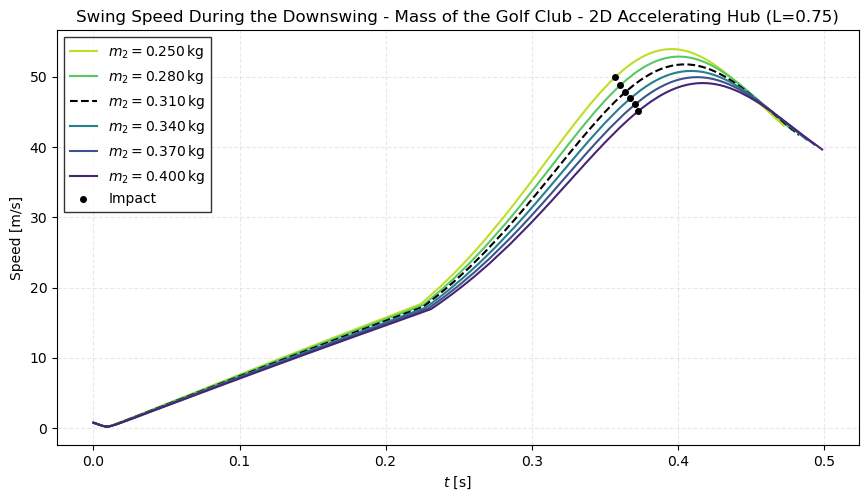 Swing Speed During the Downswing - Mass of the Golf Club - 2D Accelerating Hub (L=0.75)
Speed [m/s]
50
40
30
20
10
0
m₂ = 0.250 kg
m₂ = 0.280 kg
m₂ = 0.310 kg
m₂ = 0.340 kg
m₂ = 0.370 kg
m₂ = 0.400 kg
Impact
0.0 0.1 0.2 0.3 0.4 0.5
t [s]